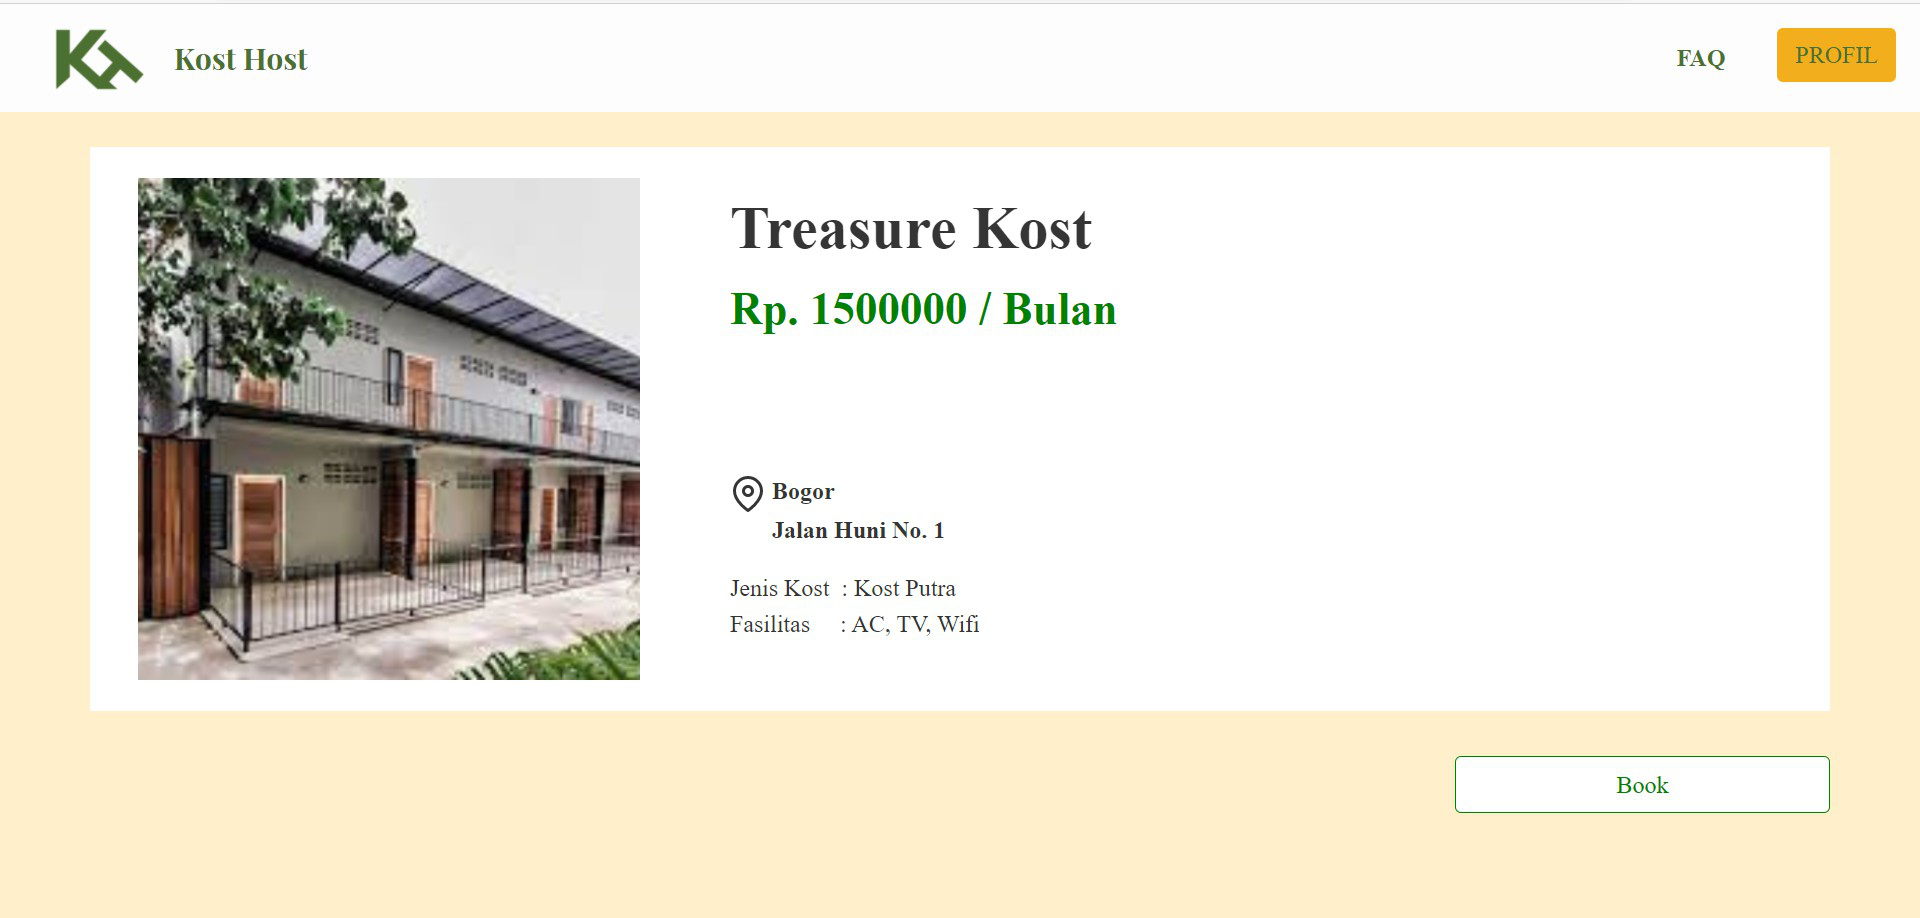 Kost Host
FAQ
PROFIL
Treasure Kost
Rp. 1500000 / Bulan
Bogor
Jalan Huni No. 1
Jenis Kost : Kost Putra
Fasilitas : AC, TV, Wifi
Book